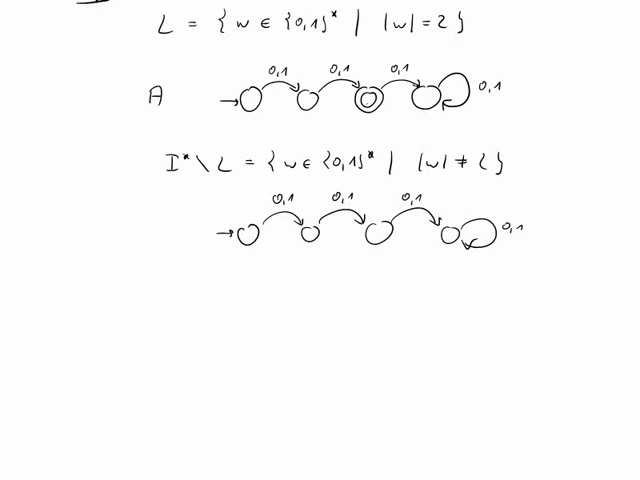 L = { w ∈ {0,1}* | |w| = 2 }
0,1 0,1 0,1 0,1
A
I* \ L = { w ∈ {0,1}* | |w| ≠ 2 }
0,1 0,1 0,1 0,1